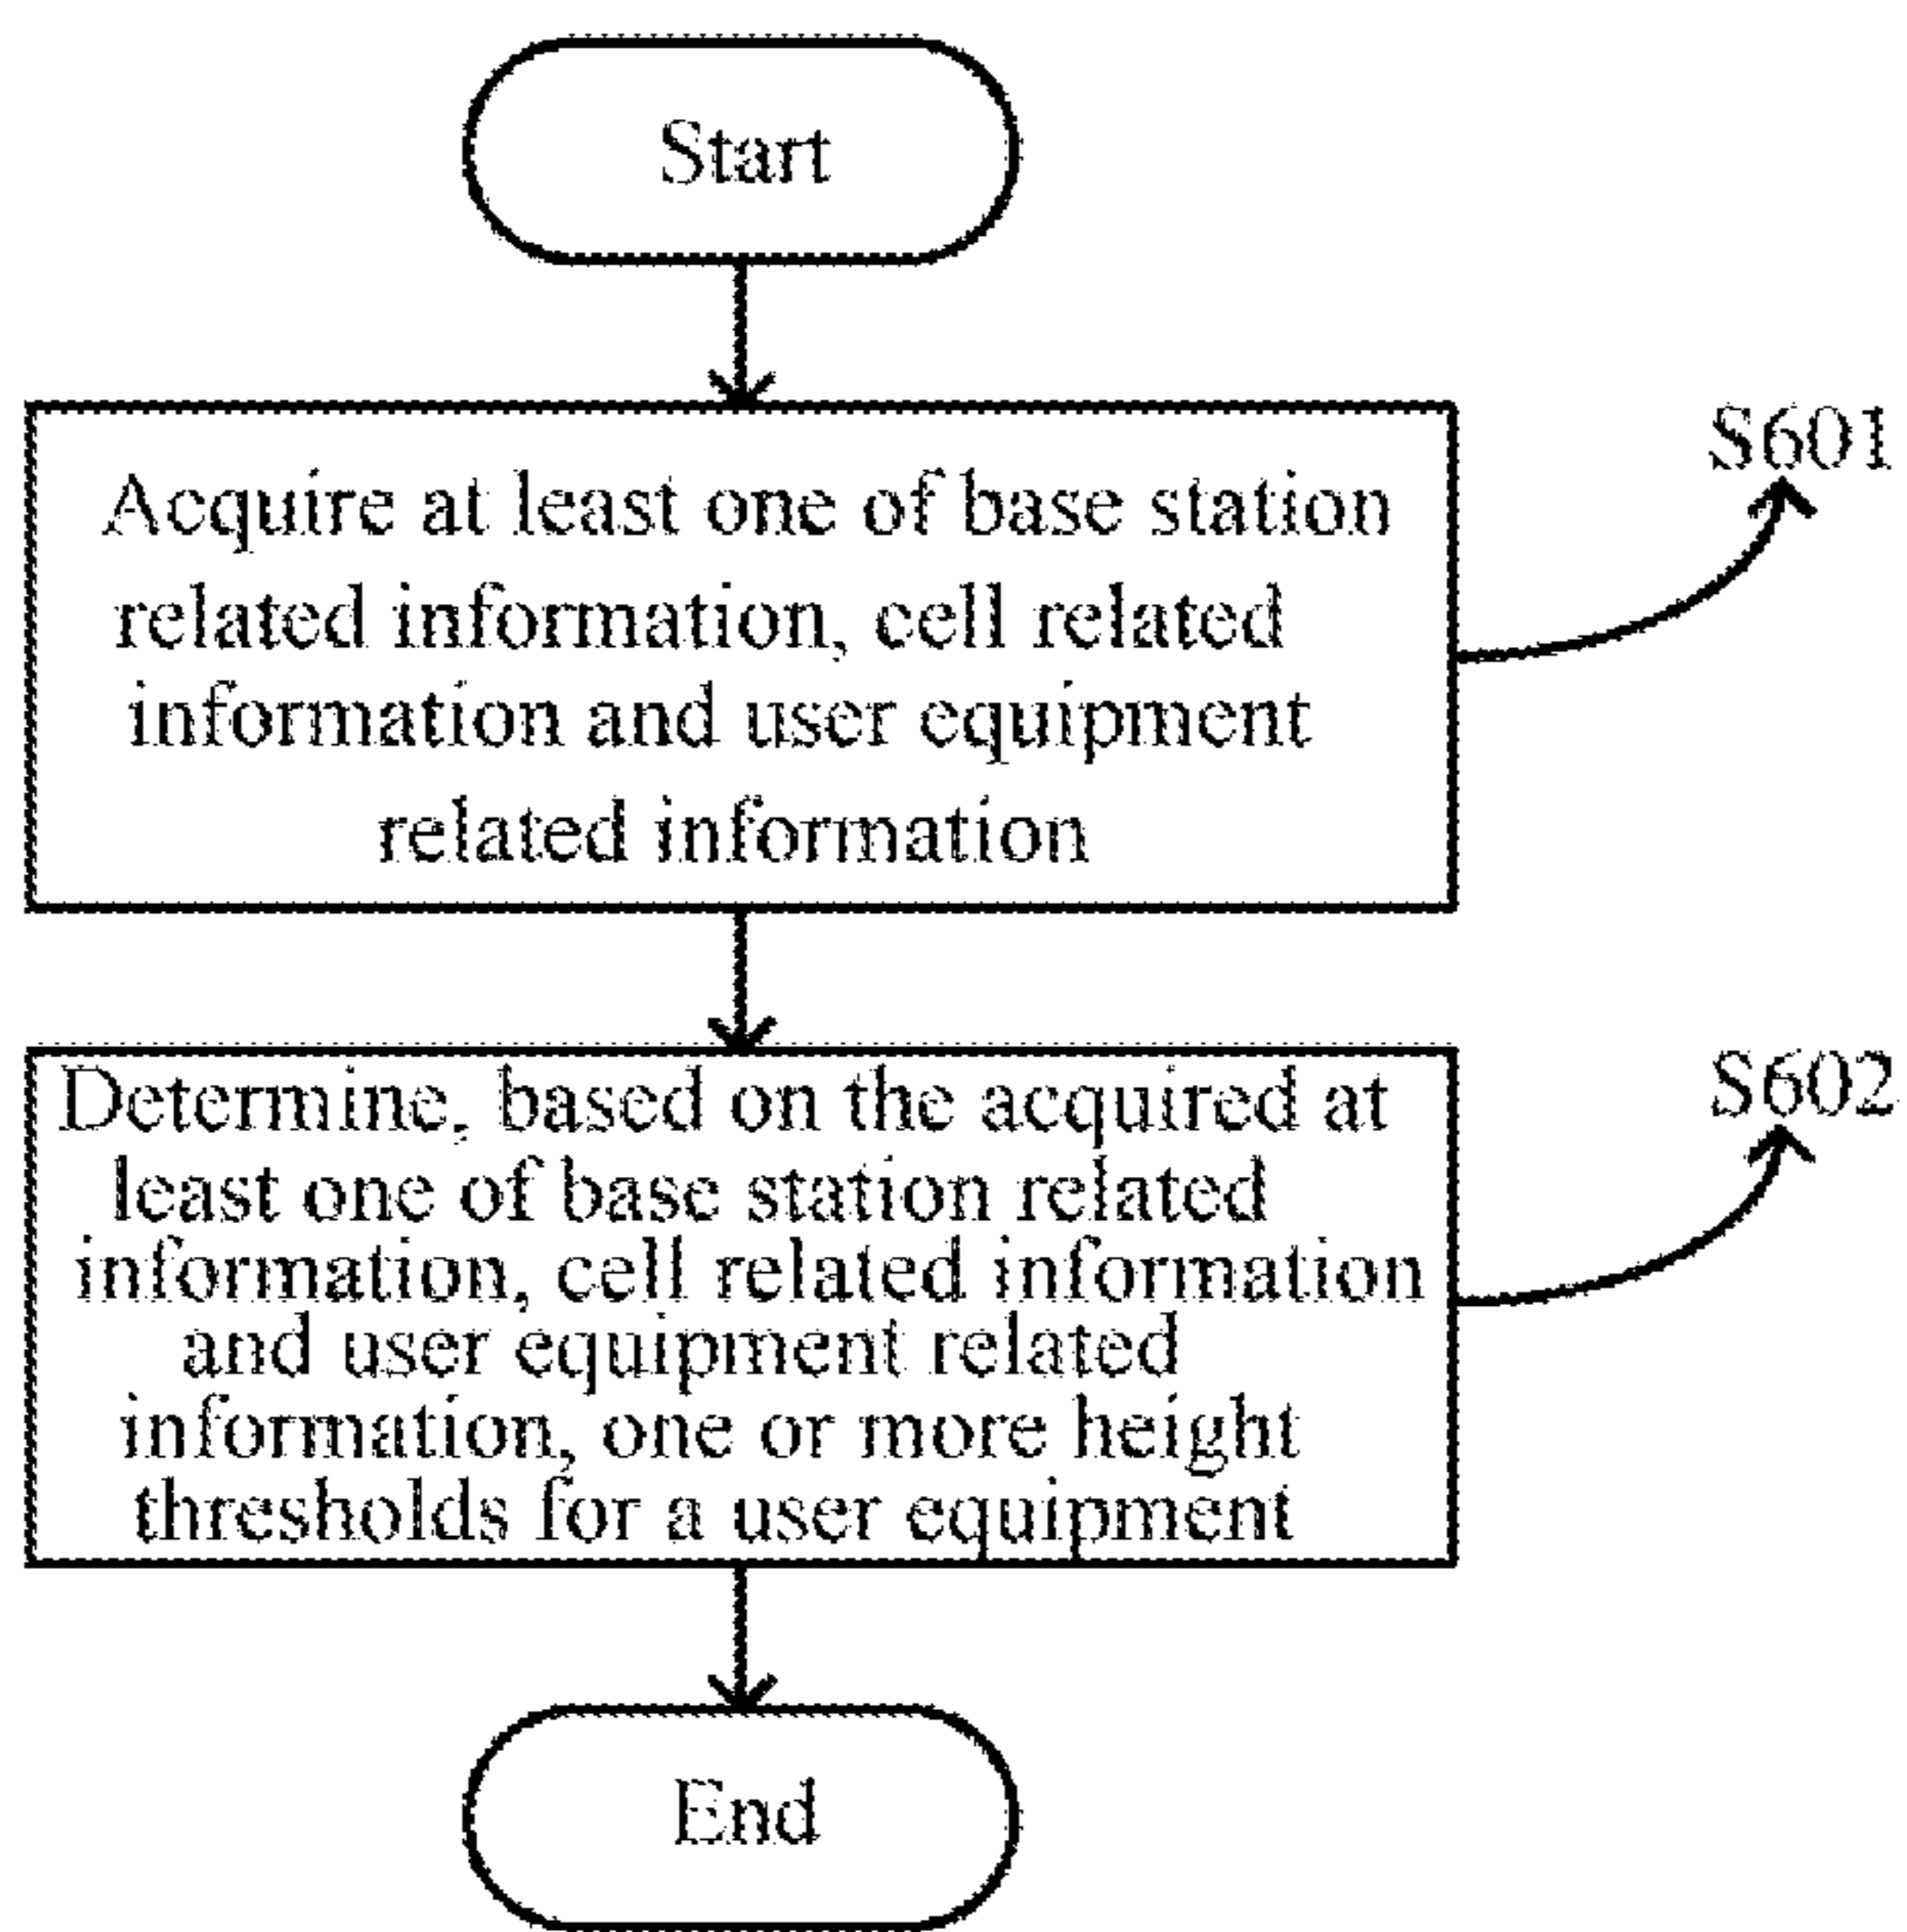 Start
Acquire at least one of base station
related information, cell related
information and user equipment
related information
S601
Determine, based on the acquired at
least one of base station related
information, cell related information
and user equipment related
information, one or more height
thresholds for a user equipment
S602
End